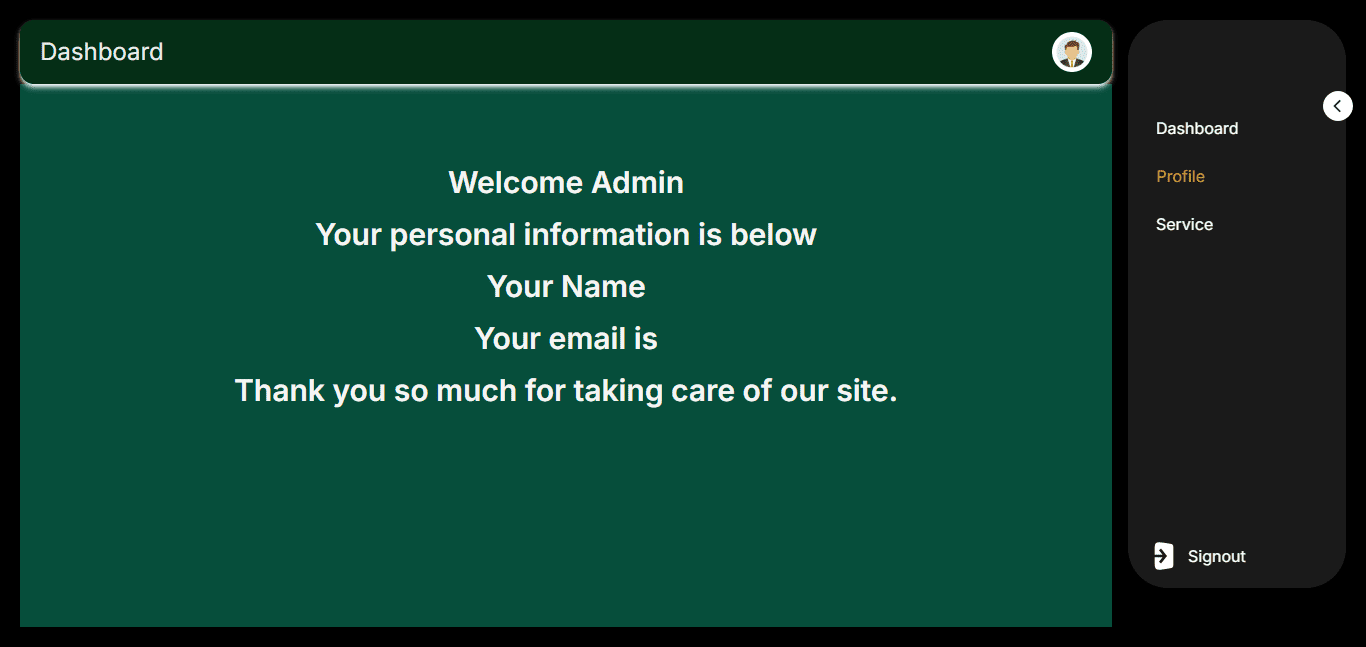 Dashboard
Welcome Admin
Your personal information is below
Your Name
Your email is
Thank you so much for taking care of our site.
Dashboard
Profile
Service
Signout